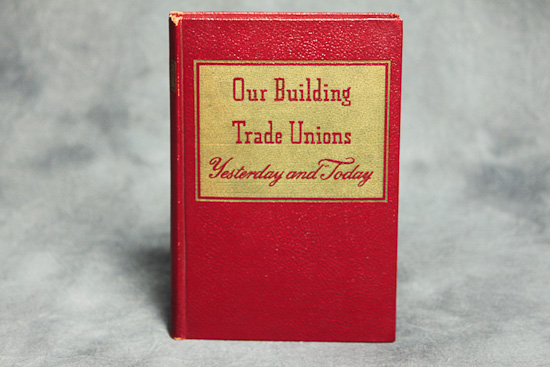 Our Building
Trade Unions
Yesterday and Today